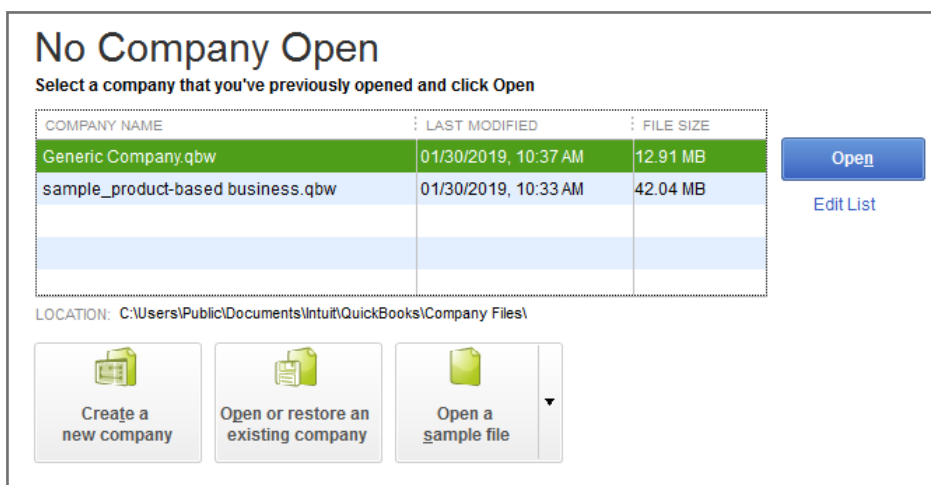 No Company Open
Select a company that you've previously opened and click Open
COMPANY NAME LAST MODIFIED FILE SIZE
Generic Company.qbw 01/30/2019, 10:37 AM 12.91 MB
Open
sample_product-based business.qbw 01/30/2019, 10:33 AM 42.04 MB
Edit List
LOCATION: C:\Users\Public\Documents\Intuit\QuickBooks\Company Files\
Create a
new company
Open or restore an
existing company
Open a
sample file